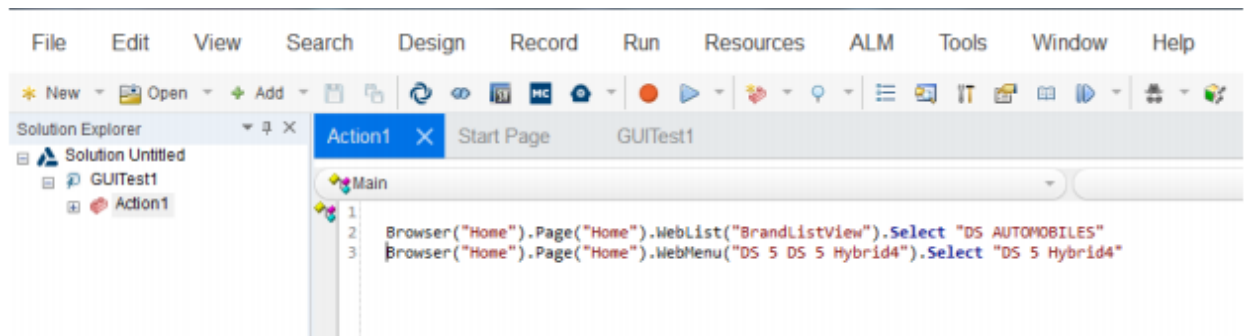 File Edit View Search Design Record Run Resources ALM Tools Window Help
New Open Add SV MC
Solution Explorer
Action1 Start Page GUITest1
Solution Untitled
GUITest1
Action1
Main
1
2 Browser("Home").Page("Home").WebList("BrandListView").Select "DS AUTOMOBILES"
3 Browser("Home").Page("Home").WebMenu("DS 5 DS 5 Hybrid4").Select "DS 5 Hybrid4"